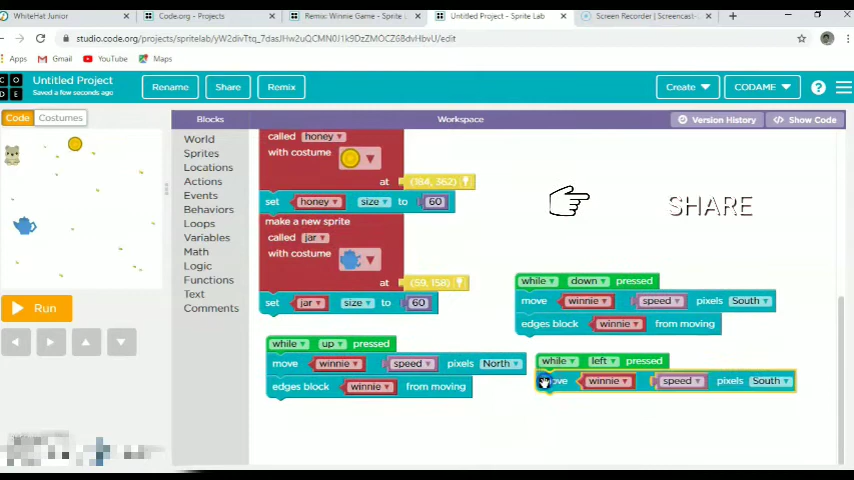 WhiteHat Junior
Code.org - Projects
Remix: Winnie Game - Sprite L
Untitled Project - Sprite Lab
Screen Recorder | Screencast-
studio.code.org/projects/spritelab/
Apps
Gmail
YouTube
Maps
CO
DE
Untitled Project
Saved a few seconds ago
Rename
Share
Remix
Create
CODAME
?
Code
Costumes
Blocks
Workspace
Version History
Show Code
World
Sprites
Locations
Actions
Events
Behaviors
Loops
Variables
Math
Logic
Functions
Text
Comments
Run
called honey
with costume
at (184, 362)
set honey size to 60
make a new sprite
called jar
with costume
at (59, 158)
set jar size to 60
while up pressed
move winnie speed pixels North
edges block winnie from moving
SHARE
while down pressed
move winnie speed pixels South
edges block winnie from moving
while left pressed
winnie speed pixels South